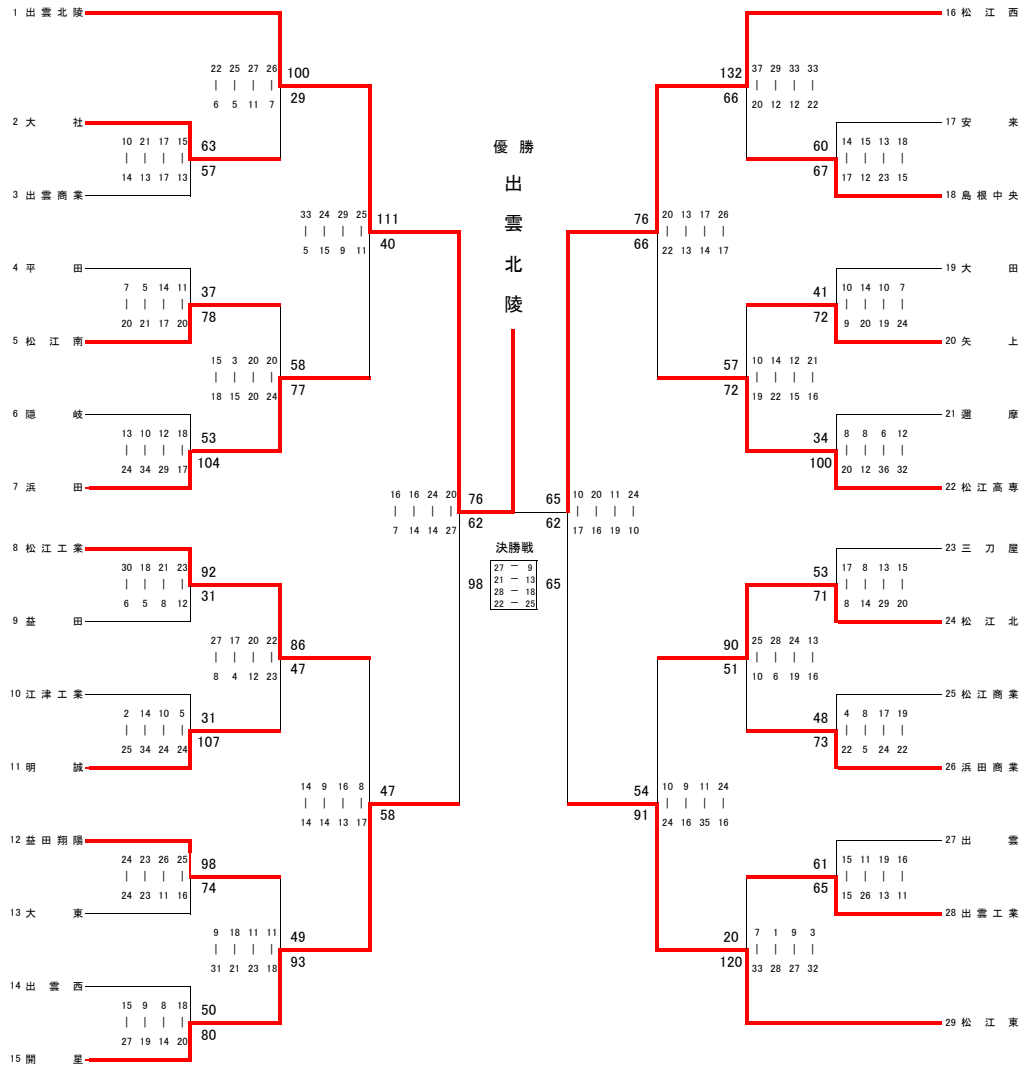 1 出雲北陵
22 25 27 26
| | | |
6 5 11 7
100
29
2 大社
10 21 17 15
| | | |
14 13 17 13
63
57
3 出雲商業
33 24 29 25
| | | |
5 15 9 11
111
40
4 平田
7 5 14 11
| | | |
20 21 17 20
37
78
5 松江南
15 3 20 20
| | | |
18 15 20 24
58
77
6 隠岐
13 10 12 18
| | | |
24 34 29 17
53
104
7 浜田
16 16 24 20
| | | |
7 14 14 27
76
62
8 松江工業
30 18 21 23
| | | |
6 5 8 12
92
31
9 益田
27 17 20 22
| | | |
8 4 12 23
86
47
10 江津工業
2 14 10 5
| | | |
25 34 24 24
31
107
11 明誠
14 9 16 8
| | | |
14 14 13 17
47
58
12 益田翔陽
24 23 26 25
| | | |
24 23 11 16
98
74
13 大東
9 18 11 11
| | | |
31 21 23 18
49
93
14 出雲西
15 9 8 18
| | | |
27 19 14 20
50
80
15 開星
優勝
出雲北陵
決勝戦
98
27 － 9
21 － 13
28 － 18
22 － 25
65
16 松江西
132
66
37 29 33 33
| | | |
20 12 12 22
17 安来
60
67
14 15 13 18
| | | |
17 12 23 15
18 島根中央
76
66
20 13 17 26
| | | |
22 13 14 17
19 大田
41
72
10 14 10 7
| | | |
9 20 19 24
20 矢上
57
72
10 14 12 21
| | | |
19 22 15 16
21 邇摩
34
100
8 8 6 12
| | | |
20 12 36 32
22 松江高専
65
62
10 20 11 24
| | | |
17 16 19 10
23 三刀屋
53
71
17 8 13 15
| | | |
8 14 29 20
24 松江北
90
51
25 28 24 13
| | | |
10 6 19 16
25 松江商業
48
73
4 8 17 19
| | | |
22 5 24 22
26 浜田商業
54
91
10 9 11 24
| | | |
24 16 35 16
27 出雲
61
65
15 11 19 16
| | | |
15 26 13 11
28 出雲工業
20
120
7 1 9 3
| | | |
33 28 27 32
29 松江東